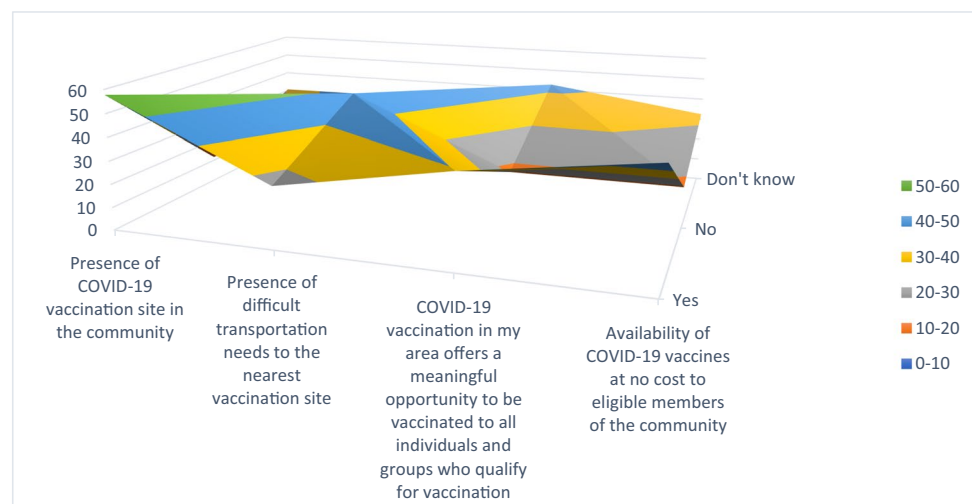 60
50
40
30
20
10
0
Presence of
COVID-19
vaccination site in
the community
Presence of
difficult
transportation
needs to the
nearest
vaccination site
COVID-19
vaccination in my
area offers a
meaningful
opportunity to be
vaccinated to all
individuals and
groups who qualify
for vaccination
Availability of
COVID-19 vaccines
at no cost to
eligible members
of the community
Don't know
No
Yes
50-60
40-50
30-40
20-30
10-20
0-10